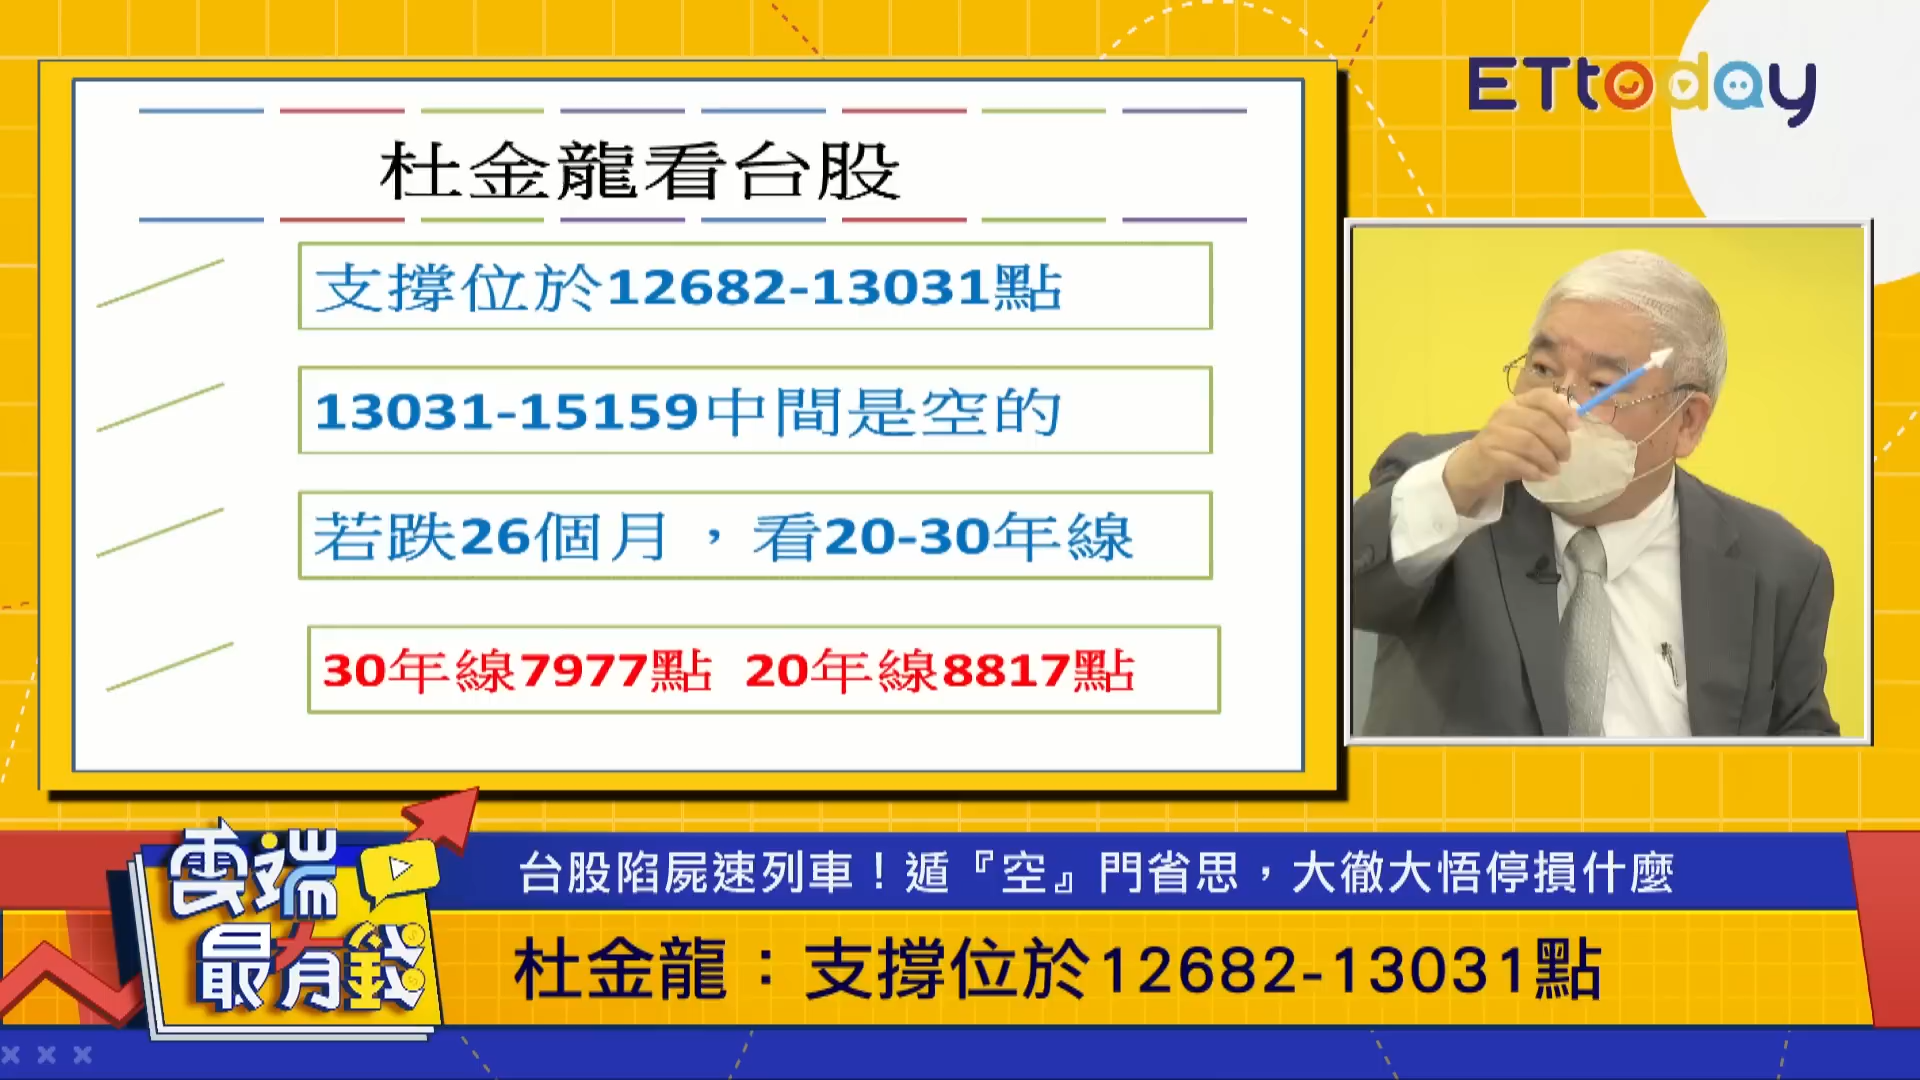 ETtoday
杜金龍看台股
支撐位於12682-13031點
13031-15159中間是空的
若跌26個月，看20-30年線
30年線7977點 20年線8817點
雲端
最有錢
台股陷屍速列車！遁『空』門省思，大徹大悟停損什麼
杜金龍：支撐位於12682-13031點